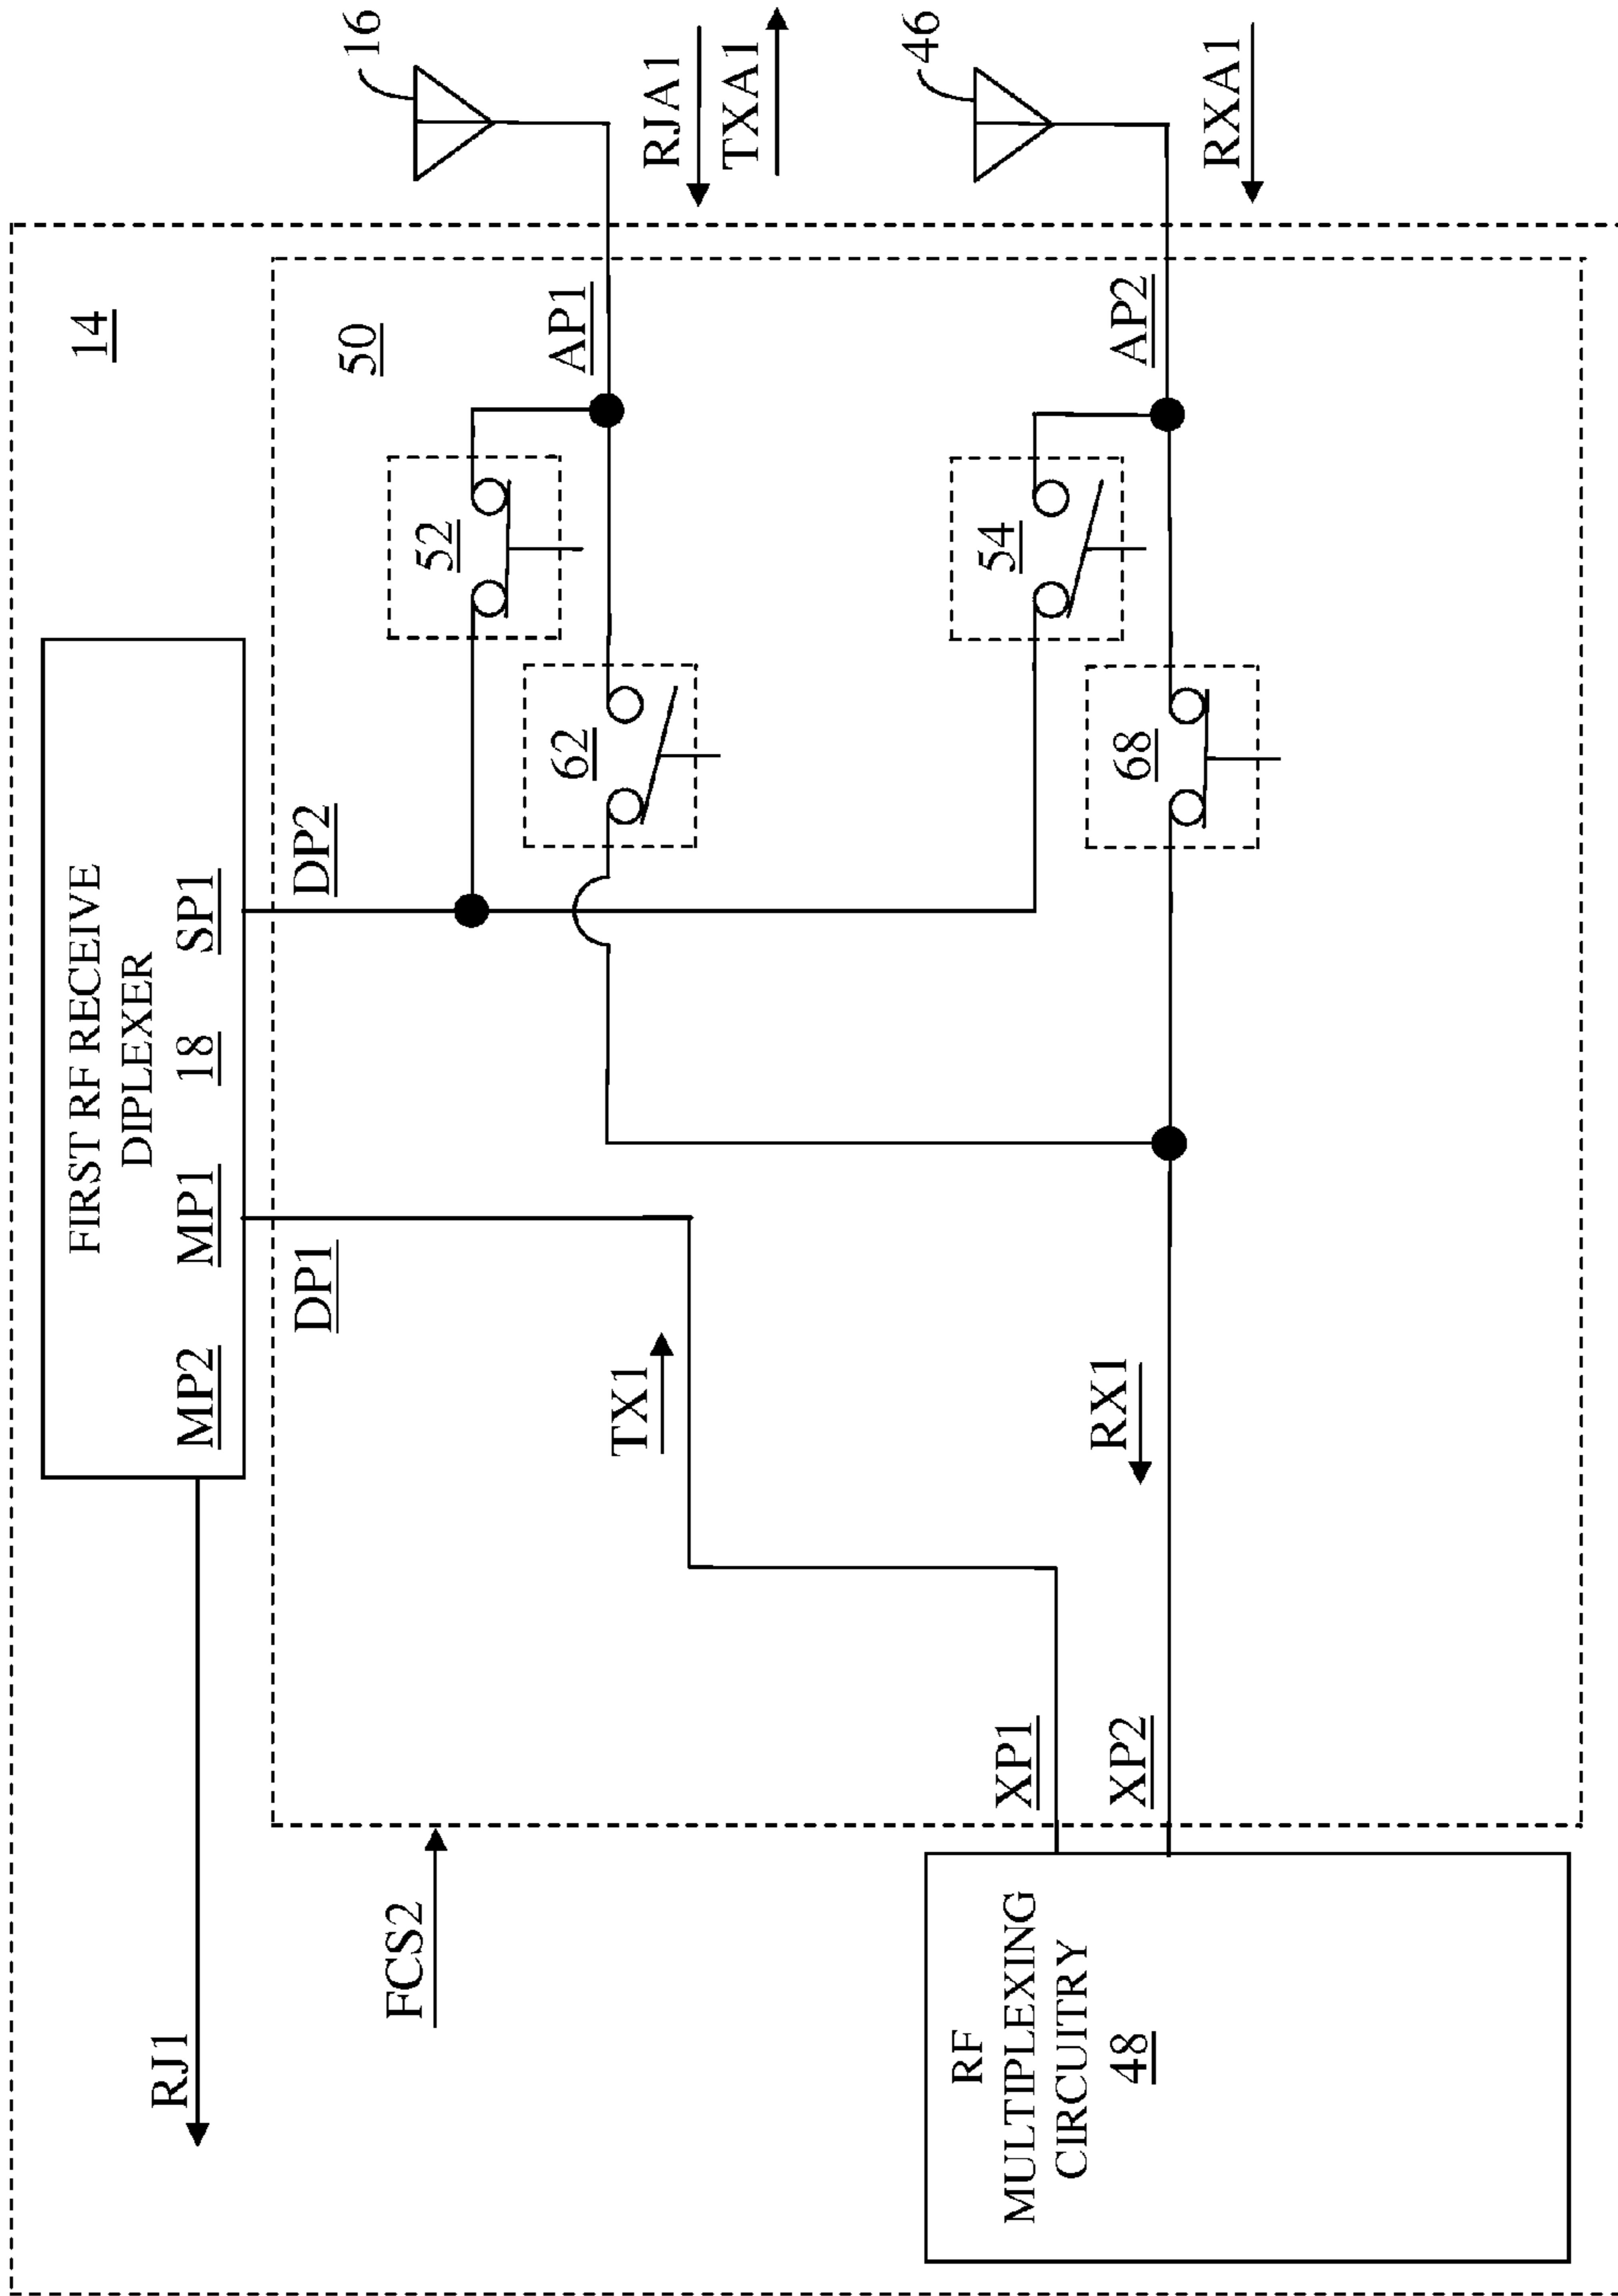 14
FIRST RF RECEIVE
DIPLEXER
MP2 MP1 18 SP1
RJ1
DP1
DP2
50
16
52
AP1
FCS2
62
RJA1
TX1
TXA1
46
54
XP1
RF
MULTIPLEXING
CIRCUITRY
48
XP2
RX1
68
AP2
RXA1